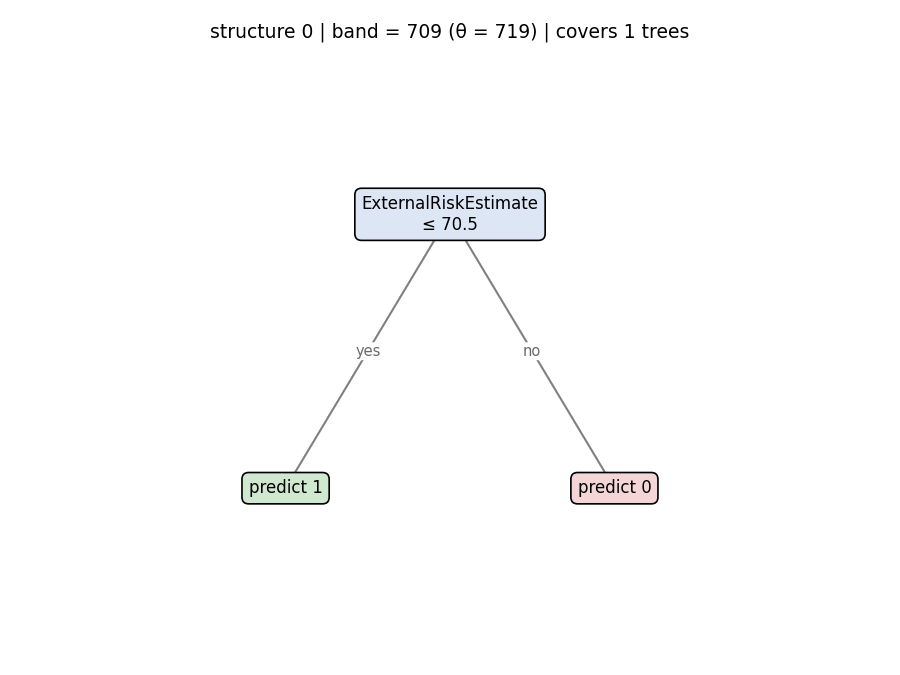 structure 0 | band = 709 (θ = 719) | covers 1 trees
ExternalRiskEstimate
≤ 70.5
yes
no
predict 1
predict 0